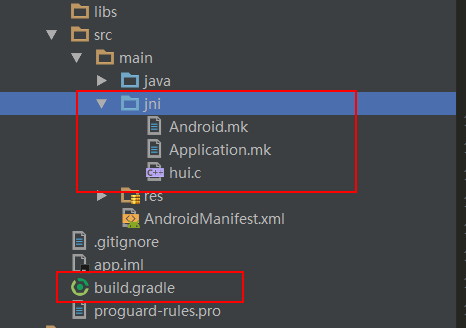 libs
src
main
java
jni
Android.mk
Application.mk
C++ hui.c
res
AndroidManifest.xml
.gitignore
app.iml
build.gradle
proguard-rules.pro